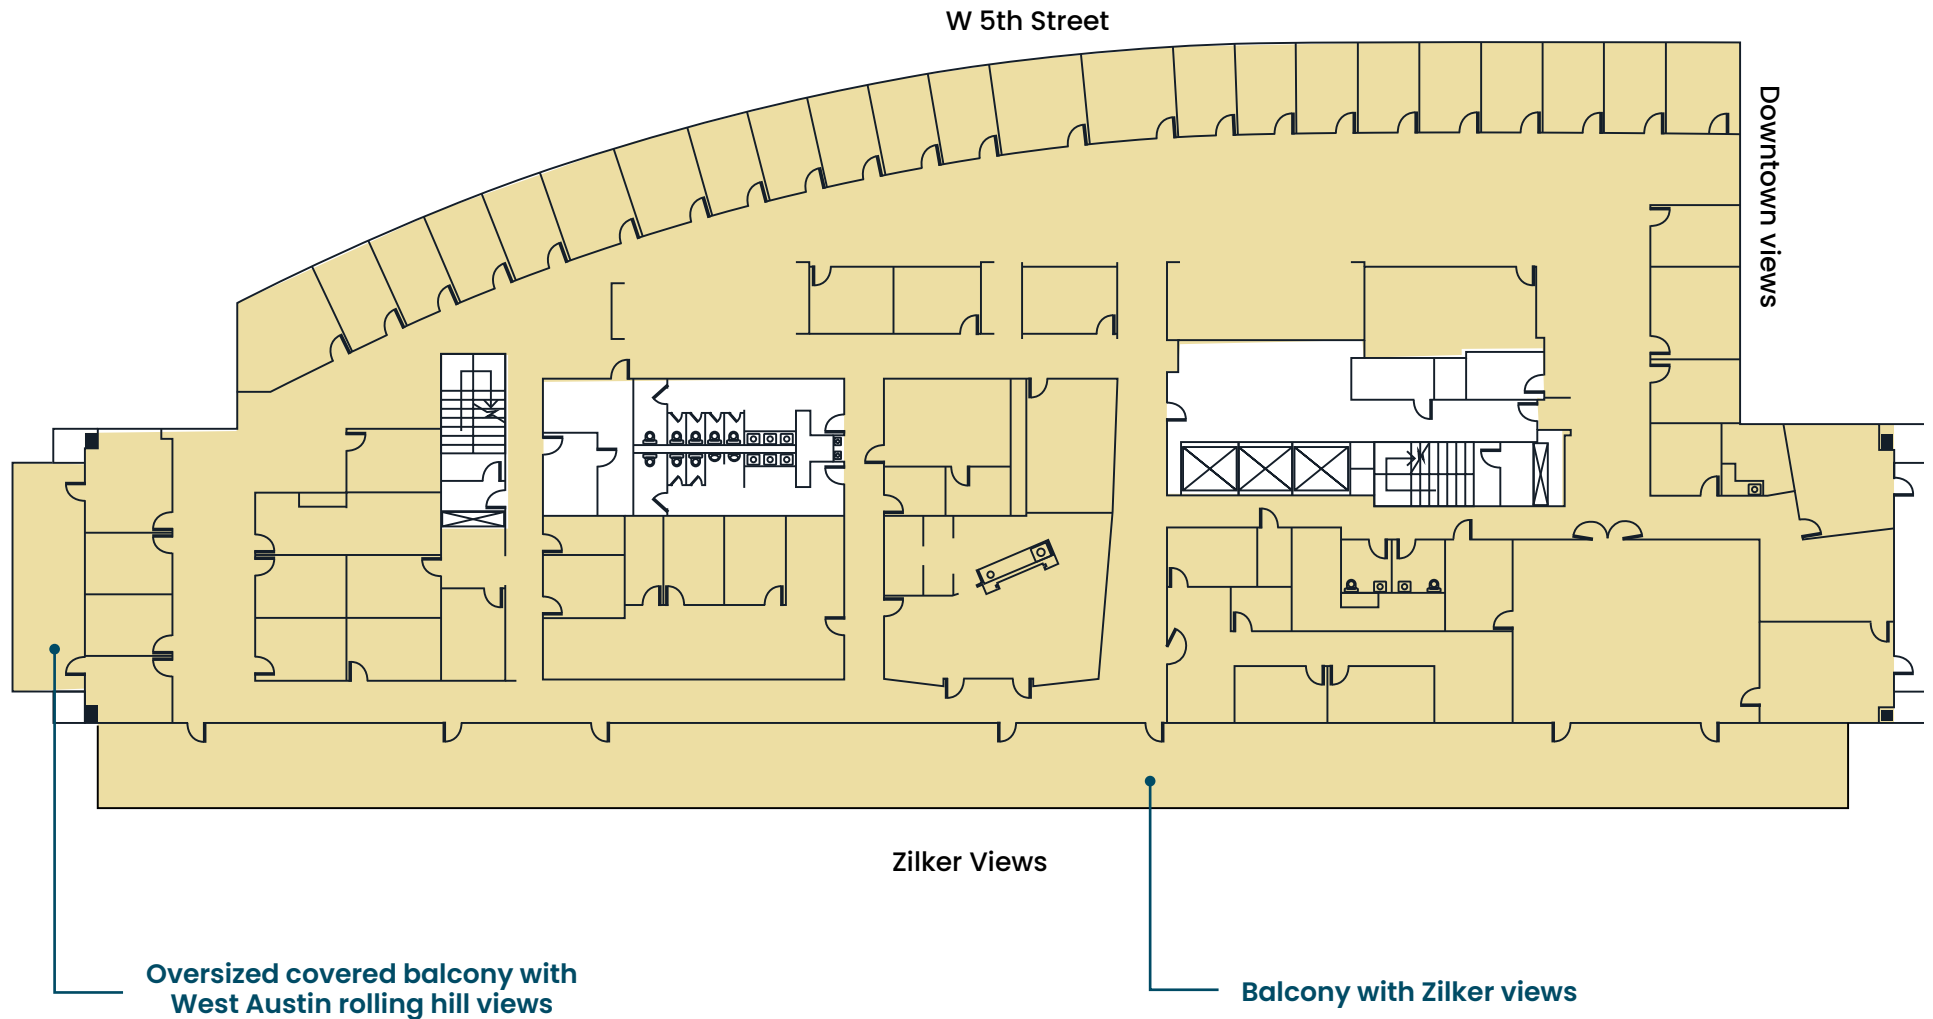 W 5th Street
Downtown views
Zilker Views
Oversized covered balcony with
West Austin rolling hill views
Balcony with Zilker views